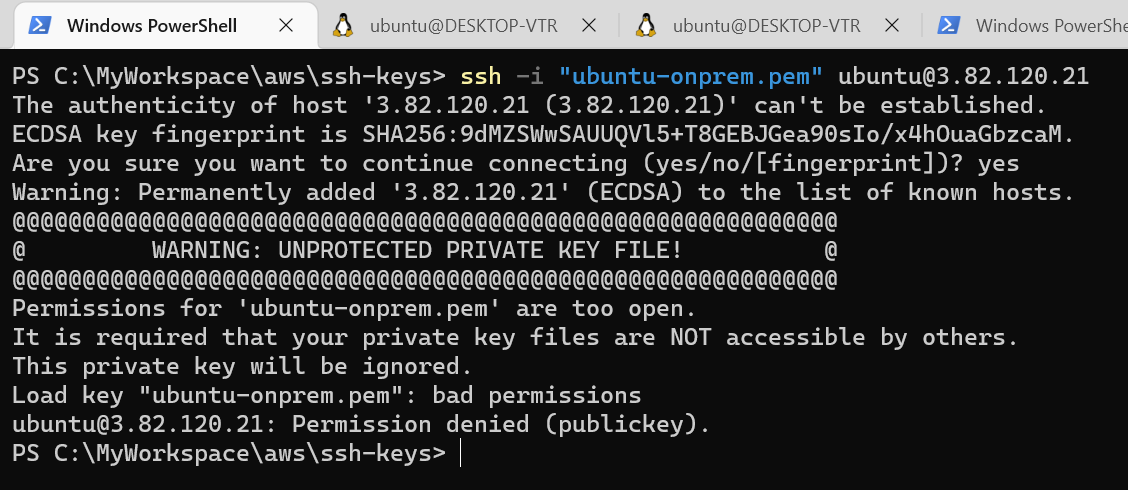 Windows PowerShell ubuntu@DESKTOP-VTR ubuntu@DESKTOP-VTR Windows PowerShe
PS C:\MyWorkspace\aws\ssh-keys> ssh -i "ubuntu-onprem.pem" ubuntu@3.82.120.21
The authenticity of host '3.82.120.21 (3.82.120.21)' can't be established.
ECDSA key fingerprint is SHA256:9dMZSWwSAUUQVl5+T8GEBJGea90sIo/x4hOuaGbzcaM.
Are you sure you want to continue connecting (yes/no/[fingerprint])? yes
Warning: Permanently added '3.82.120.21' (ECDSA) to the list of known hosts.
@@@@@@@@@@@@@@@@@@@@@@@@@@@@@@@@@@@@@@@@@@@@@@@@@@@@@@@@@@@
@         WARNING: UNPROTECTED PRIVATE KEY FILE!          @
@@@@@@@@@@@@@@@@@@@@@@@@@@@@@@@@@@@@@@@@@@@@@@@@@@@@@@@@@@@
Permissions for 'ubuntu-onprem.pem' are too open.
It is required that your private key files are NOT accessible by others.
This private key will be ignored.
Load key "ubuntu-onprem.pem": bad permissions
ubuntu@3.82.120.21: Permission denied (publickey).
PS C:\MyWorkspace\aws\ssh-keys>